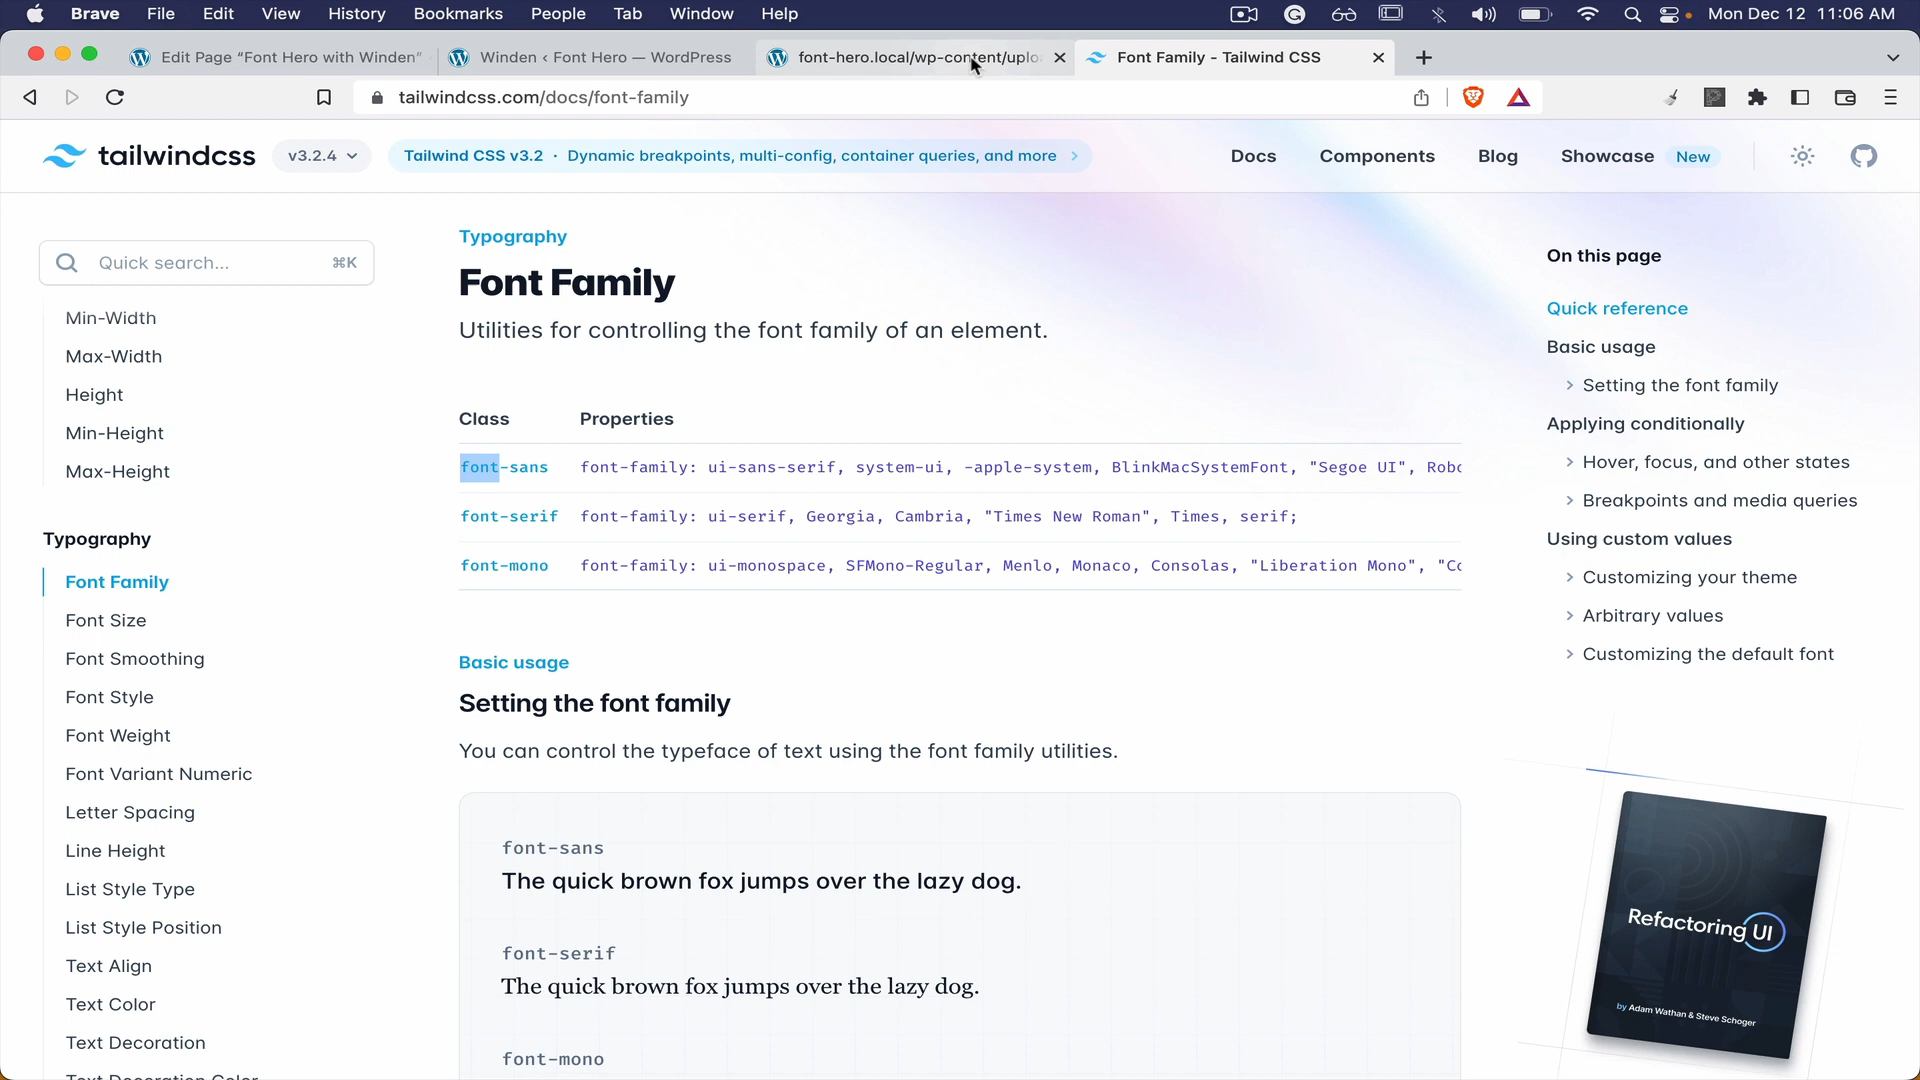 Brave File Edit View History Bookmarks People Tab Window Help Mon Dec 12 11:06 AM
Edit Page “Font Hero with Winden” Winden ‹ Font Hero — WordPress font-hero.local/wp-content/uplo Font Family - Tailwind CSS
tailwindcss.com/docs/font-family
tailwindcss v3.2.4 Tailwind CSS v3.2 · Dynamic breakpoints, multi-config, container queries, and more Docs Components Blog Showcase New
Quick search... ⌘K
Min-Width
Max-Width
Height
Min-Height
Max-Height
Typography
Font Family
Font Size
Font Smoothing
Font Style
Font Weight
Font Variant Numeric
Letter Spacing
Line Height
List Style Type
List Style Position
Text Align
Text Color
Text Decoration
Text Decoration Color
Typography
Font Family
Utilities for controlling the font family of an element.
Class Properties
font-sans font-family: ui-sans-serif, system-ui, -apple-system, BlinkMacSystemFont, "Segoe UI", Robo
font-serif font-family: ui-serif, Georgia, Cambria, "Times New Roman", Times, serif;
font-mono font-family: ui-monospace, SFMono-Regular, Menlo, Monaco, Consolas, "Liberation Mono", "Co
Basic usage
Setting the font family
You can control the typeface of text using the font family utilities.
font-sans
The quick brown fox jumps over the lazy dog.
font-serif
The quick brown fox jumps over the lazy dog.
font-mono
On this page
Quick reference
Basic usage
Setting the font family
Applying conditionally
Hover, focus, and other states
Breakpoints and media queries
Using custom values
Customizing your theme
Arbitrary values
Customizing the default font
Refactoring UI
by Adam Wathan & Steve Schoger